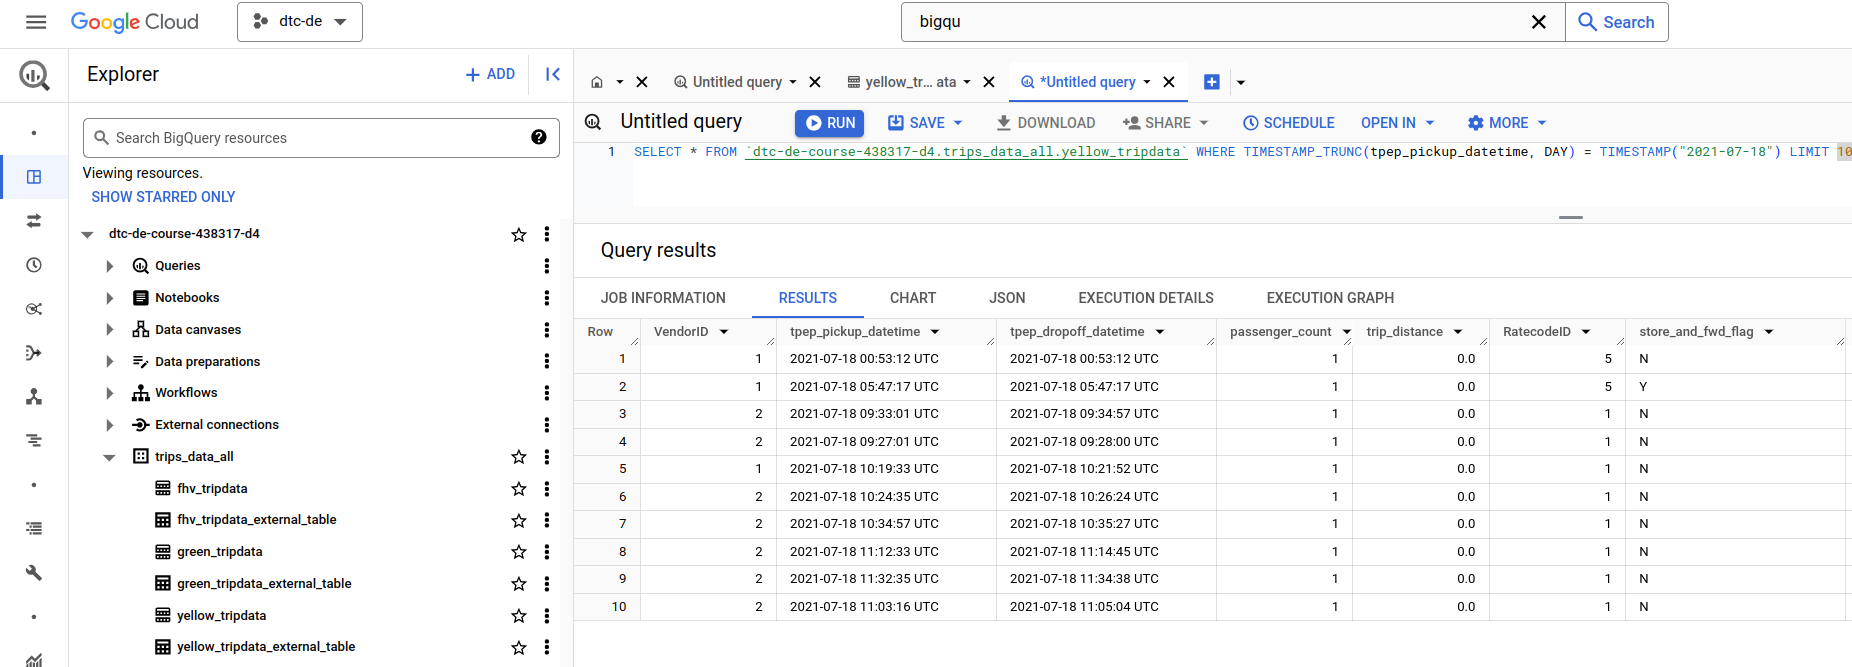 Google Cloud dtc-de bigqu Search
Explorer ADD
Untitled query yellow_tr... ata *Untitled query
Untitled query RUN SAVE DOWNLOAD SHARE SCHEDULE OPEN IN MORE
Search BigQuery resources
1 SELECT * FROM `dtc-de-course-438317-d4.trips_data_all.yellow_tripdata` WHERE TIMESTAMP_TRUNC(tpep_pickup_datetime, DAY) = TIMESTAMP("2021-07-18") LIMIT 10
Viewing resources.
SHOW STARRED ONLY
dtc-de-course-438317-d4
Queries
Notebooks
Data canvases
Data preparations
Workflows
External connections
trips_data_all
fhv_tripdata
fhv_tripdata_external_table
green_tripdata
green_tripdata_external_table
yellow_tripdata
yellow_tripdata_external_table
Query results
JOB INFORMATION RESULTS CHART JSON EXECUTION DETAILS EXECUTION GRAPH
Row VendorID tpep_pickup_datetime tpep_dropoff_datetime passenger_count trip_distance RatecodeID store_and_fwd_flag
1 1 2021-07-18 00:53:12 UTC 2021-07-18 00:53:12 UTC 1 0.0 5 N
2 1 2021-07-18 05:47:17 UTC 2021-07-18 05:47:17 UTC 1 0.0 5 Y
3 2 2021-07-18 09:33:01 UTC 2021-07-18 09:34:57 UTC 1 0.0 1 N
4 2 2021-07-18 09:27:01 UTC 2021-07-18 09:28:00 UTC 1 0.0 1 N
5 1 2021-07-18 10:19:33 UTC 2021-07-18 10:21:52 UTC 1 0.0 1 N
6 2 2021-07-18 10:24:35 UTC 2021-07-18 10:26:24 UTC 1 0.0 1 N
7 2 2021-07-18 10:34:57 UTC 2021-07-18 10:35:27 UTC 1 0.0 1 N
8 2 2021-07-18 11:12:33 UTC 2021-07-18 11:14:45 UTC 1 0.0 1 N
9 2 2021-07-18 11:32:35 UTC 2021-07-18 11:34:38 UTC 1 0.0 1 N
10 2 2021-07-18 11:03:16 UTC 2021-07-18 11:05:04 UTC 1 0.0 1 N